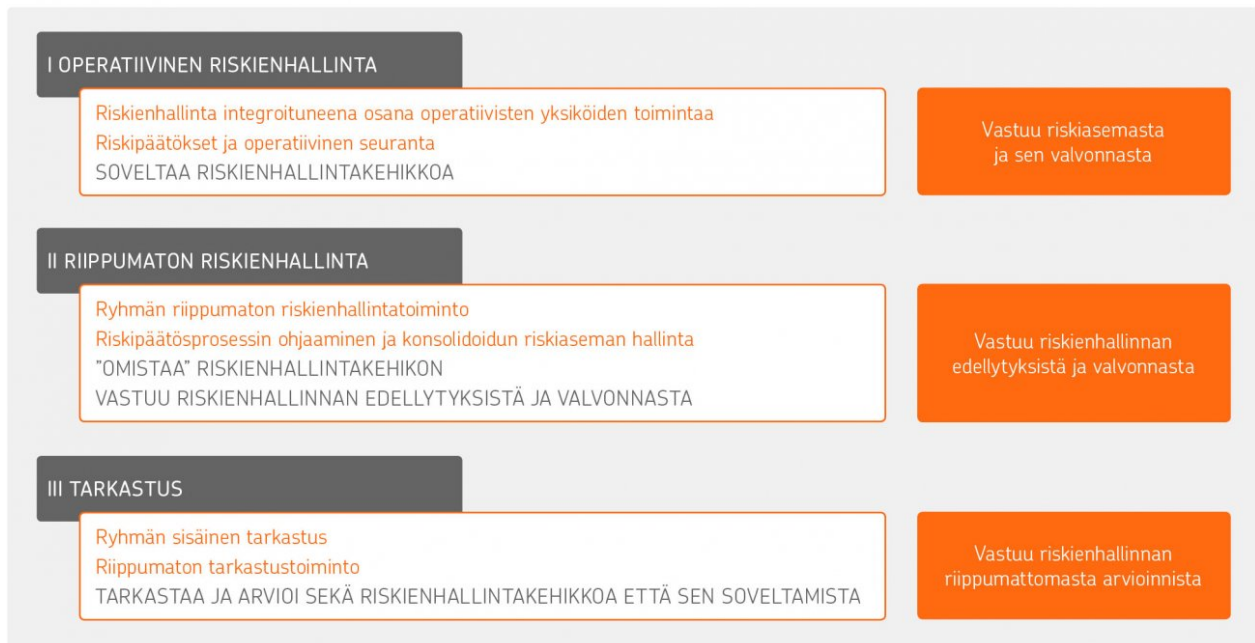 I OPERATIIVINEN RISKIENHALLINTA
Riskienhallinta integroituneena osana operatiivisten yksiköiden toimintaa
Riskipäätökset ja operatiivinen seuranta
SOVELTAA RISKIENHALLINTAKEHIKKOA
Vastuu riskiasemasta
ja sen valvonnasta
II RIIPPUMATON RISKIENHALLINTA
Ryhmän riippumaton riskienhallintatoiminto
Riskipäätösprosessin ohjaaminen ja konsolidoidun riskiaseman hallinta
"OMISTAA" RISKIENHALLINTAKEHIKON
VASTUU RISKIENHALLINNAN EDELLYTYKSISTÄ JA VALVONNASTA
Vastuu riskienhallinnan
edellytyksistä ja valvonnasta
III TARKASTUS
Ryhmän sisäinen tarkastus
Riippumaton tarkastustoiminto
TARKASTAA JA ARVIOI SEKÄ RISKIENHALLINTAKEHIKKOA ETTÄ SEN SOVELTAMISTA
Vastuu riskienhallinnan
riippumattomasta arvioinnista